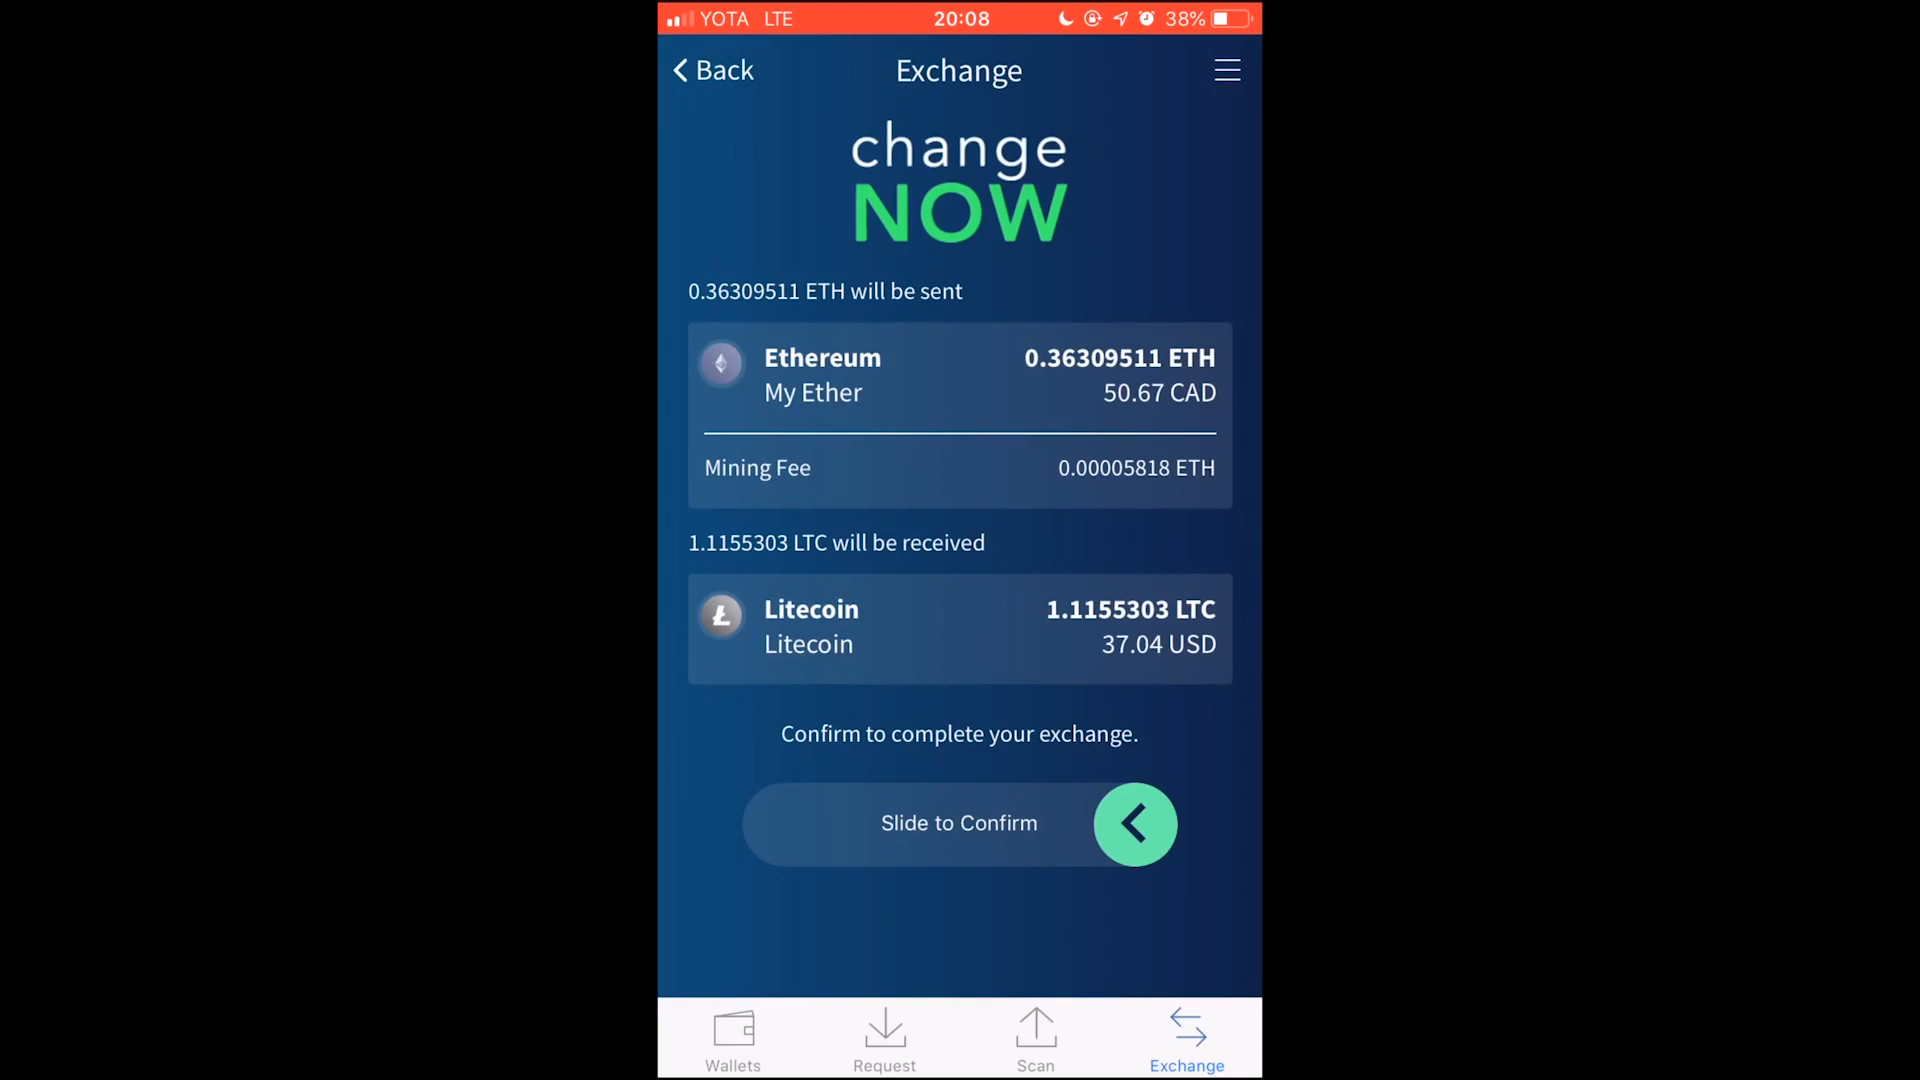 YOTA LTE 20:08 38%
Back Exchange
change
NOW
0.36309511 ETH will be sent
Ethereum 0.36309511 ETH
My Ether 50.67 CAD
Mining Fee 0.00005818 ETH
1.1155303 LTC will be received
Litecoin 1.1155303 LTC
Litecoin 37.04 USD
Confirm to complete your exchange.
Slide to Confirm
Wallets Request Scan Exchange